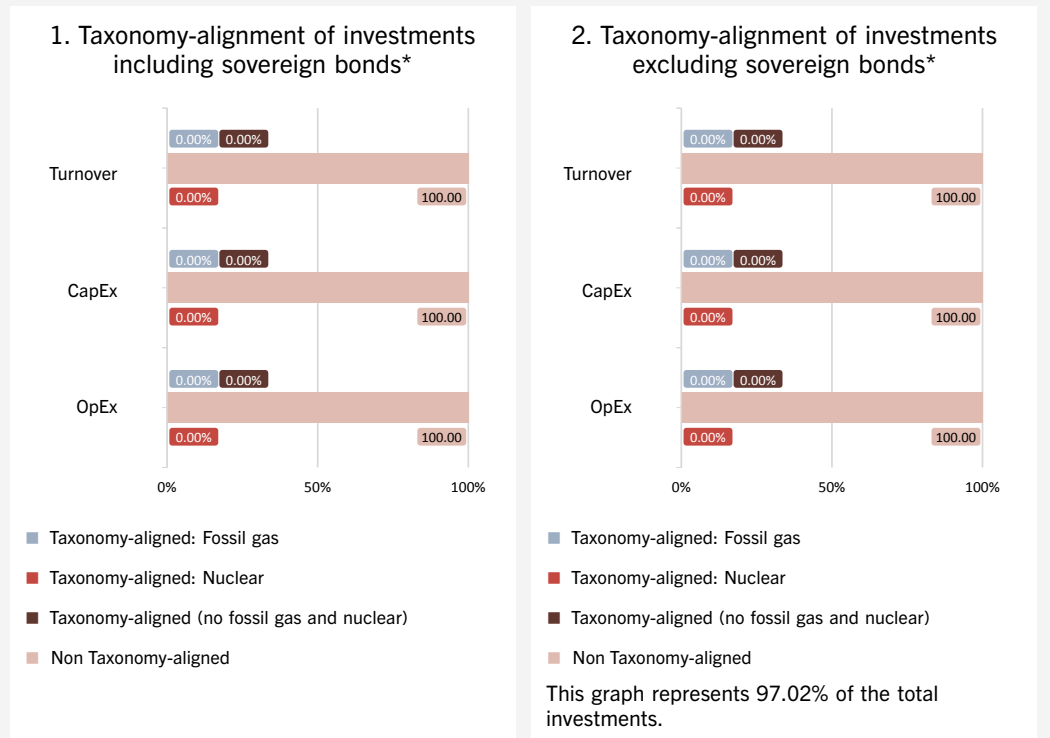 1. Taxonomy-alignment of investments
including sovereign bonds*
0.00% 0.00%
Turnover
0.00% 100.00
0.00% 0.00%
CapEx
0.00% 100.00
0.00% 0.00%
OpEx
0.00% 100.00
0% 50% 100%
Taxonomy-aligned: Fossil gas
Taxonomy-aligned: Nuclear
Taxonomy-aligned (no fossil gas and nuclear)
Non Taxonomy-aligned
2. Taxonomy-alignment of investments
excluding sovereign bonds*
0.00% 0.00%
Turnover
0.00% 100.00
0.00% 0.00%
CapEx
0.00% 100.00
0.00% 0.00%
OpEx
0.00% 100.00
0% 50% 100%
Taxonomy-aligned: Fossil gas
Taxonomy-aligned: Nuclear
Taxonomy-aligned (no fossil gas and nuclear)
Non Taxonomy-aligned
This graph represents 97.02% of the total
investments.